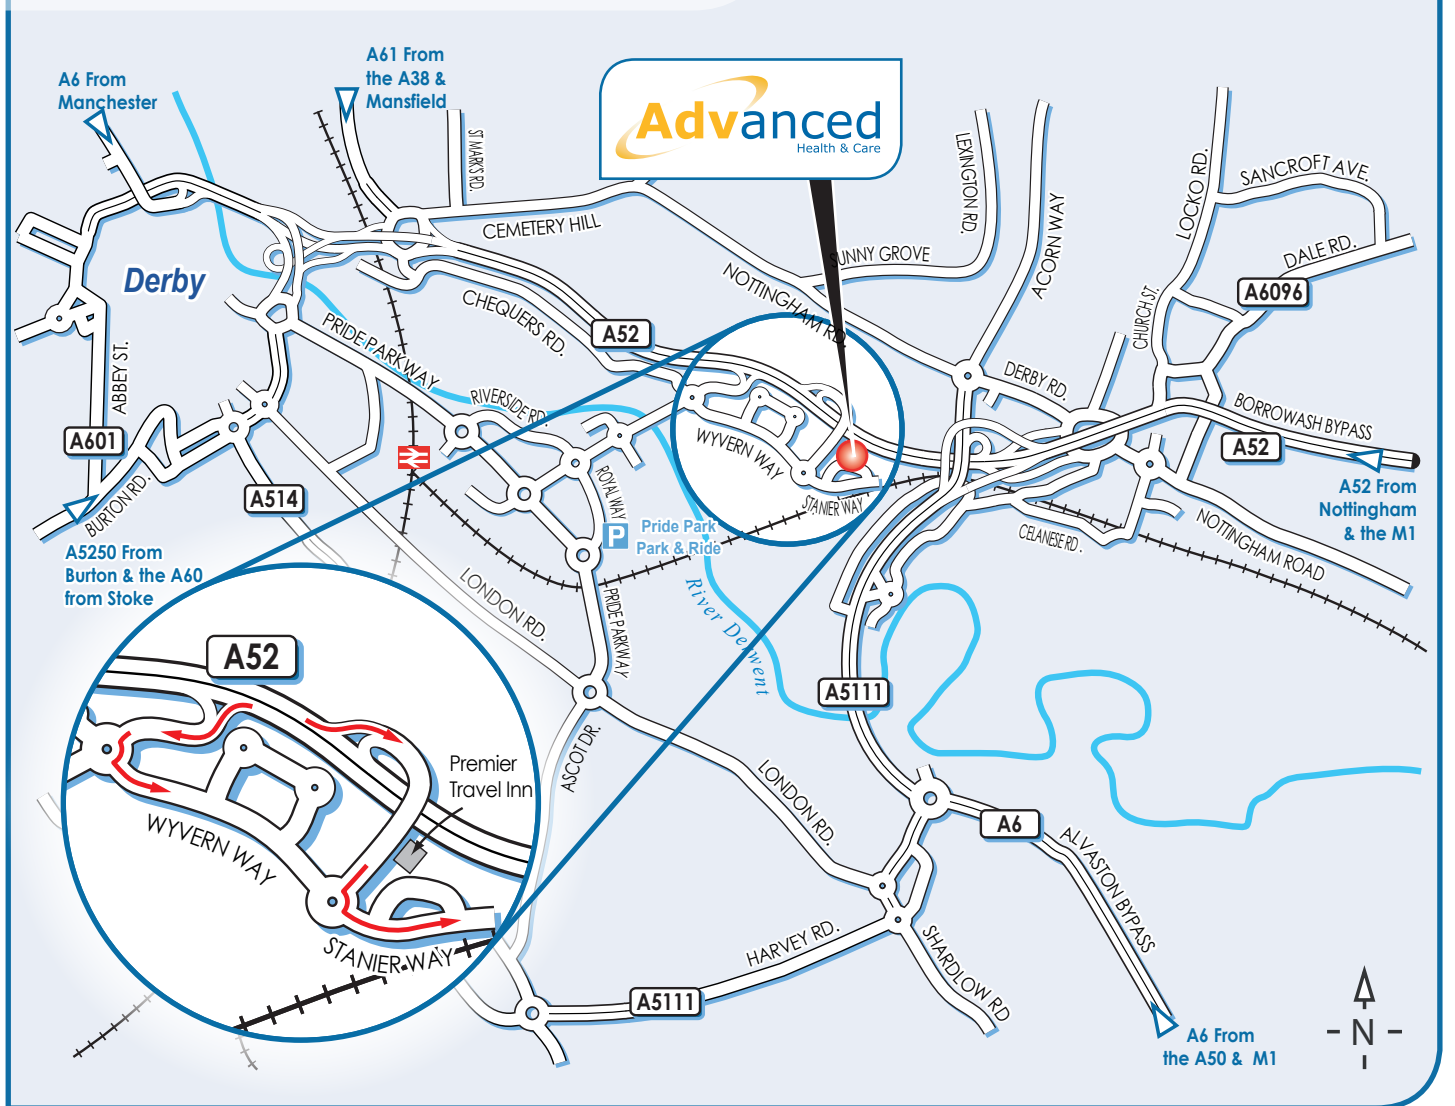 A61 From
the A38 &
Mansfield
A6 From
Manchester
Advanced
Health & Care
ST MARKS RD.
CEMETERY HILL
LEXINGTON RD.
ACORN WAY
LOCKO RD.
SANCROFT AVE.
DALE RD.
SUNNY GROVE
NOTTINGHAM RD.
Derby
A6096
CHURCH ST.
CHEQUERS RD.
A52
PRIDE PARKWAY
ABBEY ST.
RIVERSIDE RD.
DERBY RD.
BORROWASH BYPASS
A52
A601
WYVERN WAY
ROYAL WAY
STANIER WAY
BURTON RD.
A514
A52 From
Nottingham
& the M1
P
Pride Park
Park & Ride
CELANESE RD.
NOTTINGHAM ROAD
A5250 From
Burton & the A60
from Stoke
LONDON RD.
PRIDE PARKWAY
River Derwent
A5111
A52
Premier
Travel Inn
ASCOT DR.
LONDON RD.
WYVERN WAY
A6
ALVASTON BYPASS
STANIER WAY
HARVEY RD.
SHARDLOW RD
A5111
N
A6 From
the A50 & M1